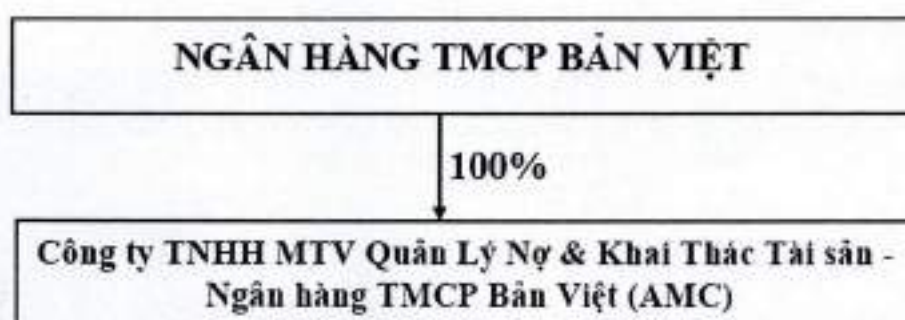 NGÂN HÀNG TMCP BẢN VIỆT
100%
Công ty TNHH MTV Quản Lý Nợ & Khai Thác Tài sản -
Ngân hàng TMCP Bản Việt (AMC)